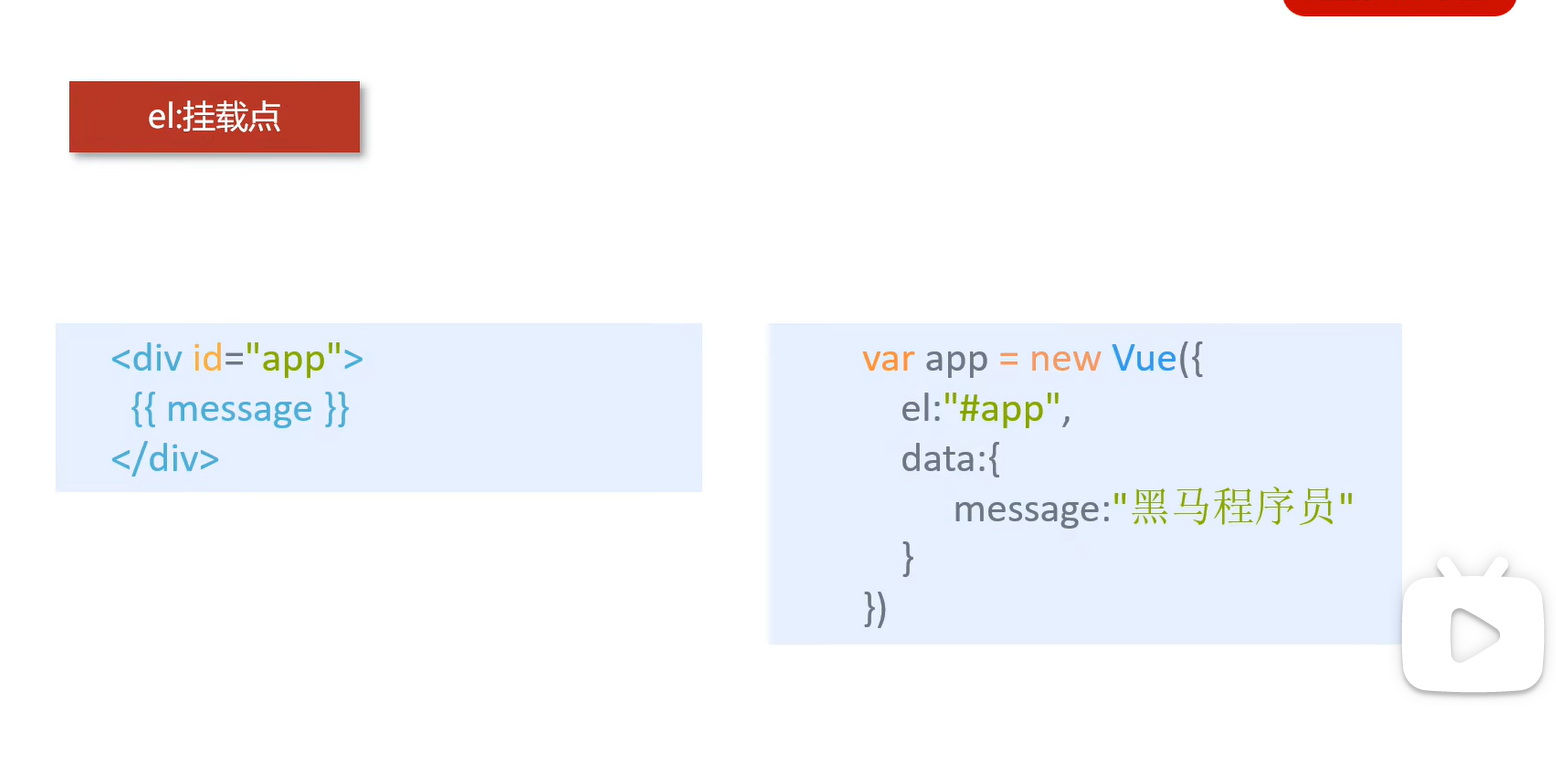 el:挂载点
<div id="app">
{{ message }}
</div>
var app = new Vue({
el:"#app",
data:{
message:"黑马程序员"
}
})